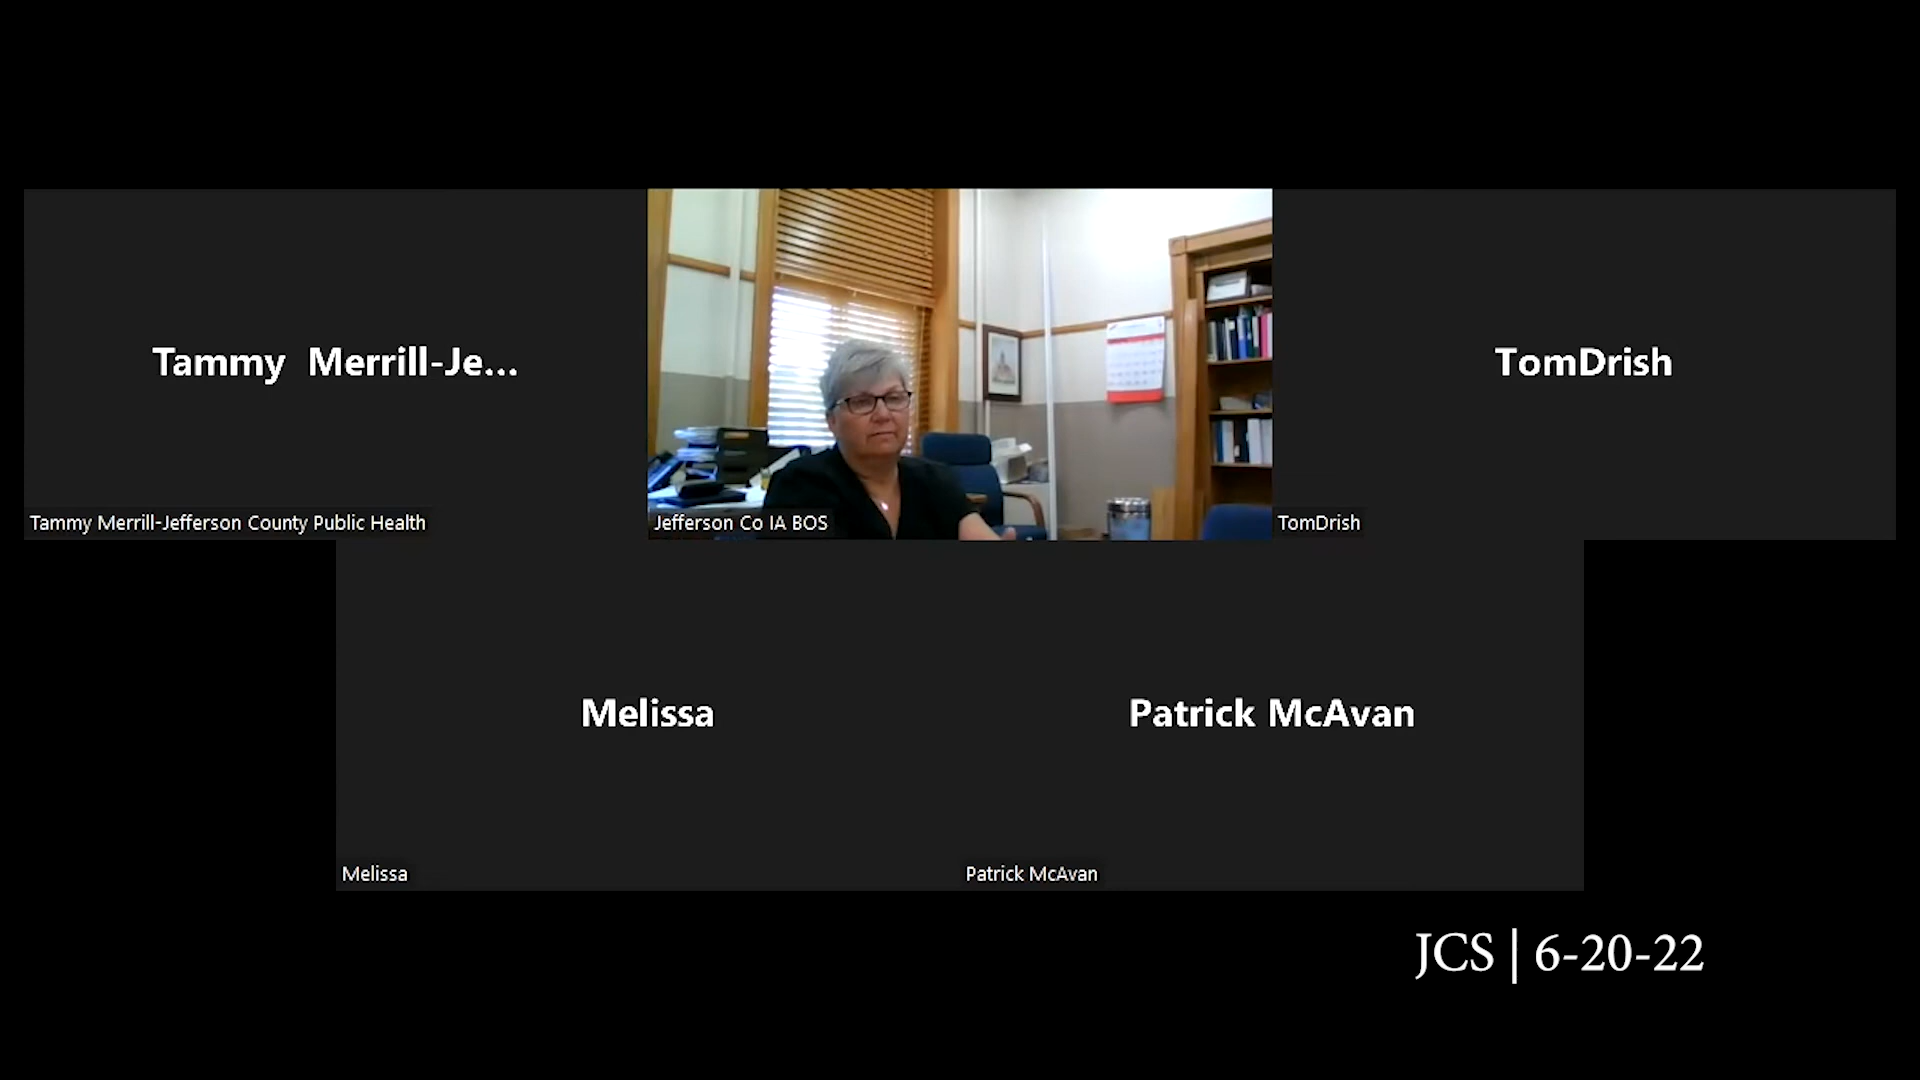 Tammy  Merrill-Je...
TomDrish
Tammy Merrill-Jefferson County Public Health
Jefferson Co IA BOS
TomDrish
Melissa
Patrick McAvan
Melissa
Patrick McAvan
JCS | 6-20-22